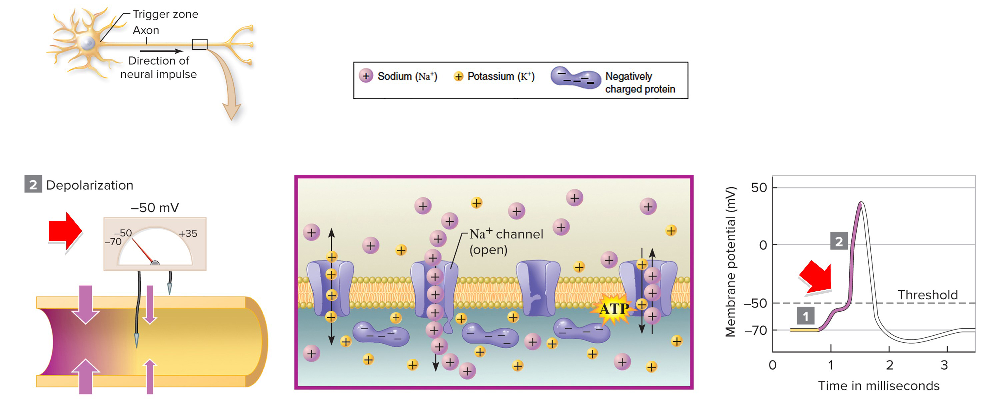 Trigger zone
Axon
Direction of
neural impulse
+ Sodium (Na⁺) + Potassium (K⁺) Negatively
charged protein
2 Depolarization
–50 mV
–50
–70
+35
Na⁺ channel
(open)
ATP
Membrane potential (mV)
50
0
–50
–70
2
1
Threshold
0 1 2 3
Time in milliseconds